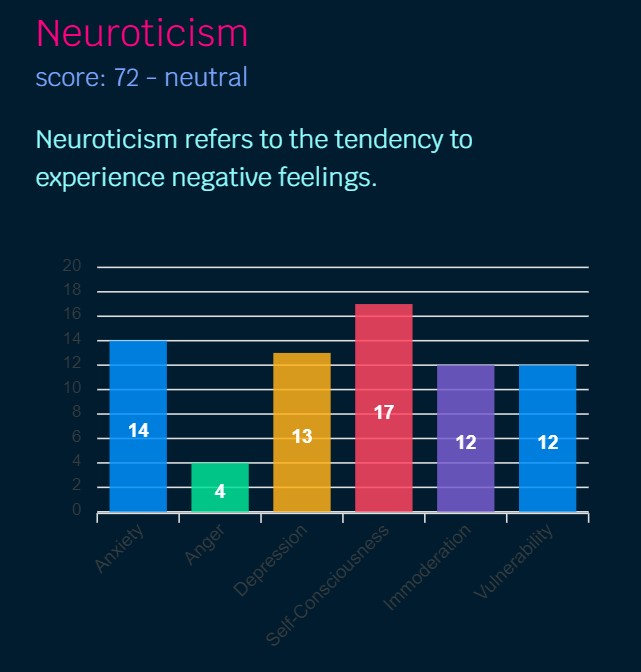 Neuroticism
score: 72 - neutral
Neuroticism refers to the tendency to
experience negative feelings.
20
18
16
14
12
10
8
6
4
2
0
14
4
13
17
12
12
Anxiety
Anger
Depression
Self-Consciousness
Immoderation
Vulnerability